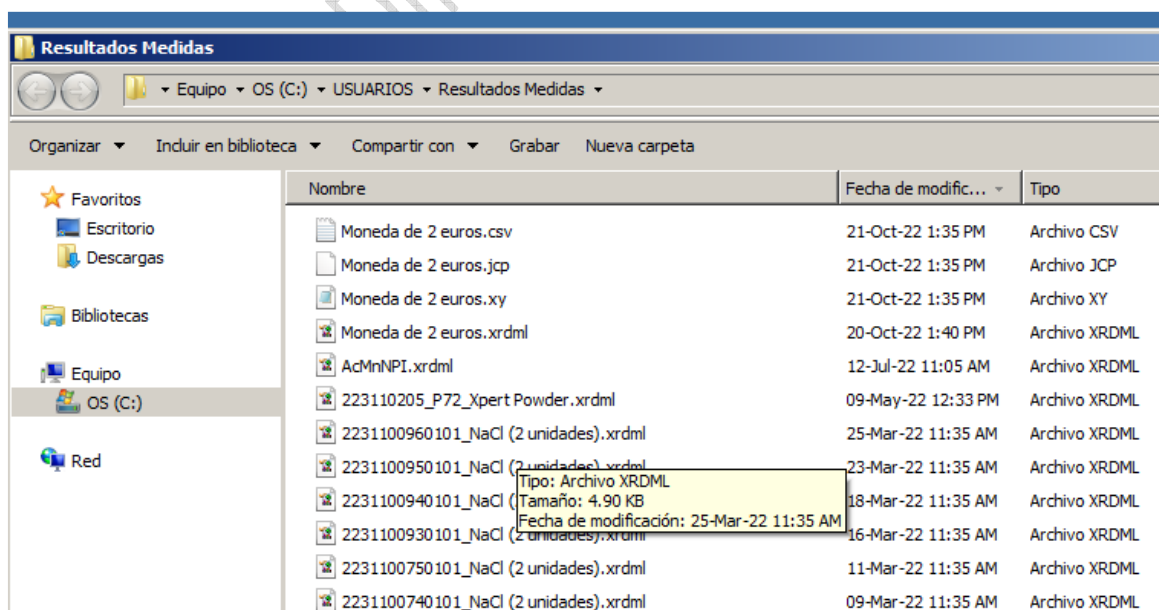 Resultados Medidas
Equipo OS (C:) USUARIOS Resultados Medidas
Organizar Incluir en biblioteca Compartir con Grabar Nueva carpeta
Favoritos
Escritorio
Descargas
Bibliotecas
Equipo
OS (C:)
Red
Nombre Fecha de modific... Tipo
Moneda de 2 euros.csv 21-Oct-22 1:35 PM Archivo CSV
Moneda de 2 euros.jcp 21-Oct-22 1:35 PM Archivo JCP
Moneda de 2 euros.xy 21-Oct-22 1:35 PM Archivo XY
Moneda de 2 euros.xrdml 20-Oct-22 1:40 PM Archivo XRDML
AcMnNPI.xrdml 12-Jul-22 11:05 AM Archivo XRDML
223110205_P72_Xpert Powder.xrdml 09-May-22 12:33 PM Archivo XRDML
2231100960101_NaCl (2 unidades).xrdml 25-Mar-22 11:35 AM Archivo XRDML
2231100950101_NaCl (2 unidades).xrdml 23-Mar-22 11:35 AM Archivo XRDML
Tipo: Archivo XRDML
Tamaño: 4.90 KB
Fecha de modificación: 25-Mar-22 11:35 AM
2231100940101_NaCl ( 18-Mar-22 11:35 AM Archivo XRDML
2231100930101_NaCl (2 unidades).xrdml 16-Mar-22 11:35 AM Archivo XRDML
2231100750101_NaCl (2 unidades).xrdml 11-Mar-22 11:35 AM Archivo XRDML
2231100740101_NaCl (2 unidades).xrdml 09-Mar-22 11:35 AM Archivo XRDML